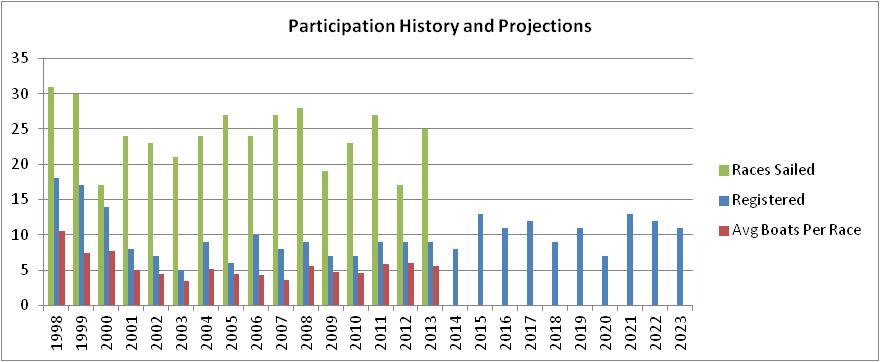 Participation History and Projections
35
30
25
20
15
10
5
0
1998 1999 2000 2001 2002 2003 2004 2005 2006 2007 2008 2009 2010 2011 2012 2013 2014 2015 2016 2017 2018 2019 2020 2021 2022 2023
Races Sailed
Registered
Avg Boats Per Race